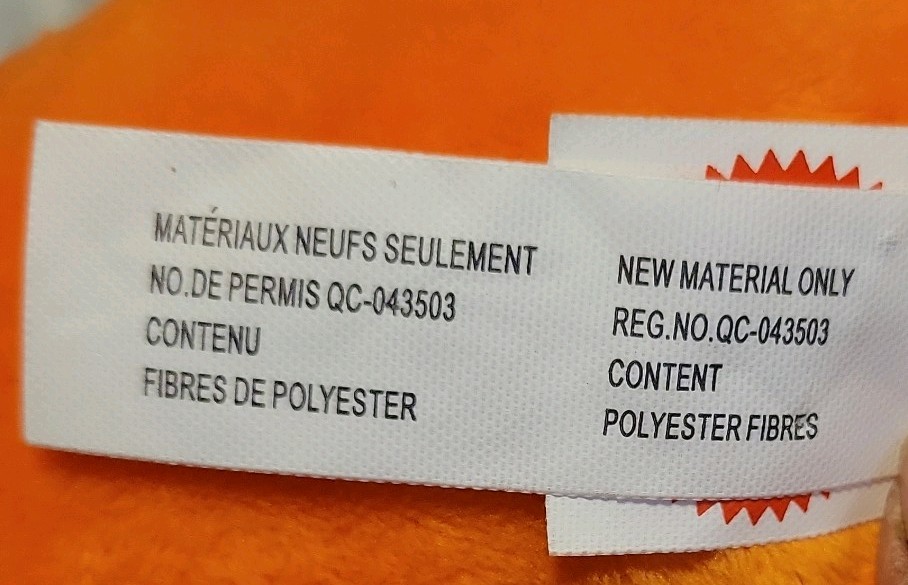 MATÉRIAUX NEUFS SEULEMENT
NO.DE PERMIS QC-043503
CONTENU
FIBRES DE POLYESTER
NEW MATERIAL ONLY
REG.NO.QC-043503
CONTENT
POLYESTER FIBRES